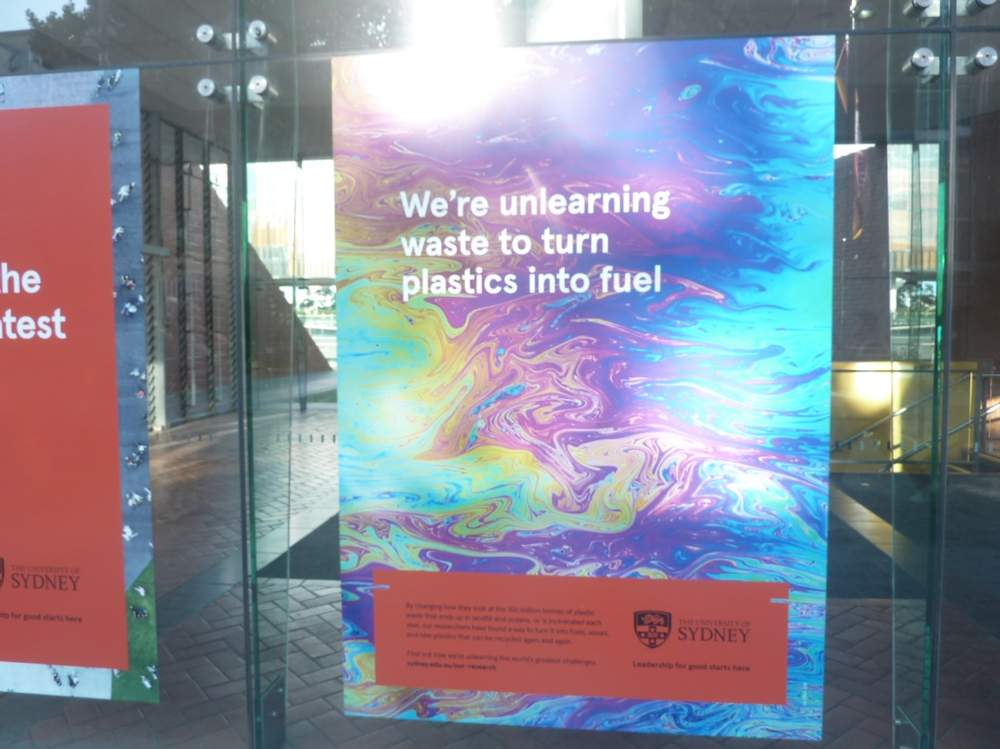 the
atest
THE UNIVERSITY OF
SYDNEY
ship for good starts here
We're unlearning
waste to turn
plastics into fuel
By changing how they look at the 150 million tonnes of plastic
waste that ends up in landfill and oceans, or is incinerated each
year, our researchers have found a way to turn it into fuels, waxes,
and new plastics that can be recycled again and again.
Find out how we're unlearning the world's greatest challenges.
sydney.edu.au/our-research
THE UNIVERSITY OF
SYDNEY
Leadership for good starts here